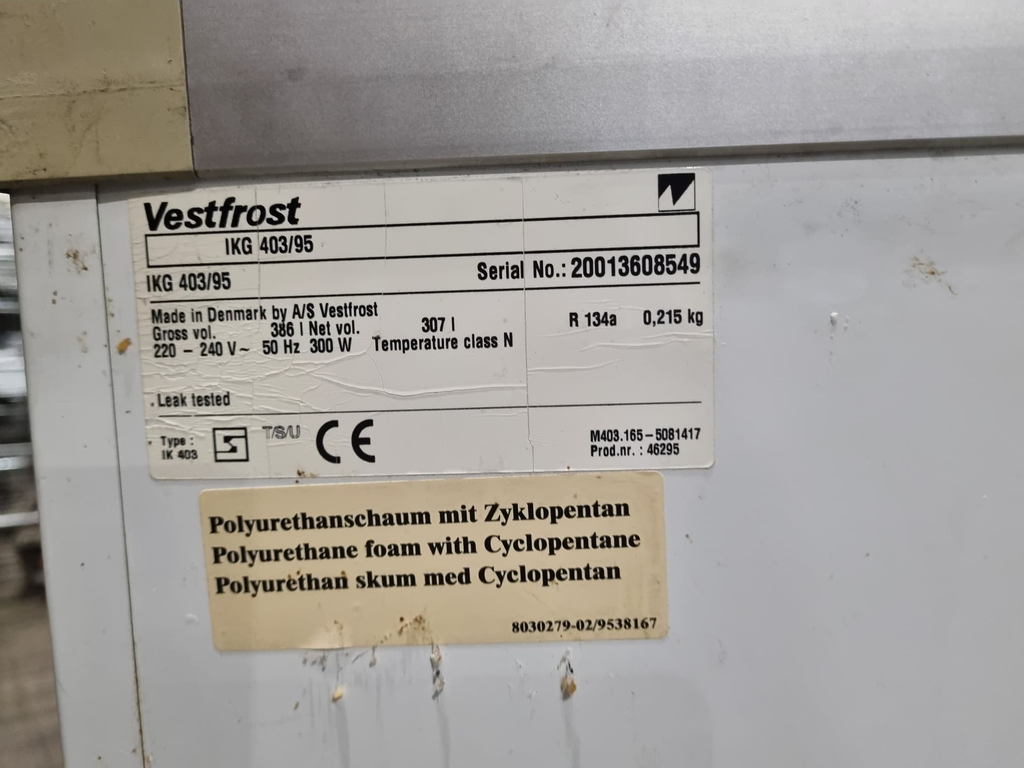 Vestfrost
IKG 403/95
IKG 403/95 Serial No.: 20013608549
Made in Denmark by A/S Vestfrost
Gross vol. 386 l Net vol. 307 l R 134a 0,215 kg
220 – 240 V~ 50 Hz 300 W Temperature class N
Leak tested
Type : T/S/U CE M403.165–5081417
IK 403 Prod.nr. : 46295
Polyurethanschaum mit Zyklopentan
Polyurethane foam with Cyclopentane
Polyurethan skum med Cyclopentan
8030279-02/9538167